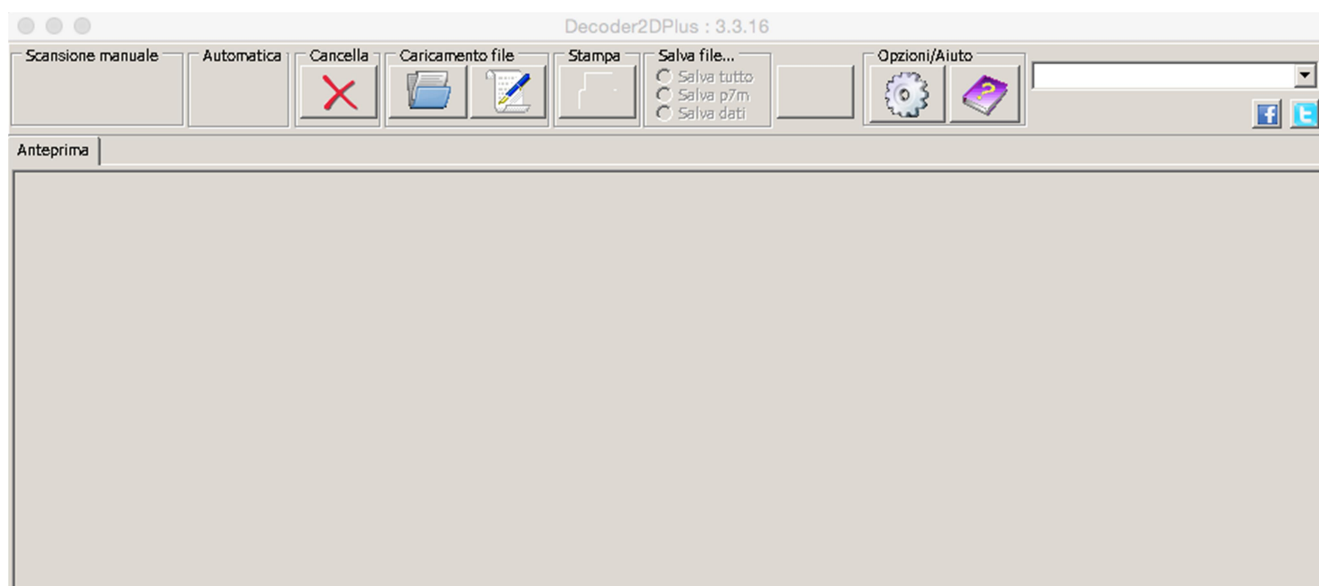 Decoder2DPlus : 3.3.16
Scansione manuale
Automatica
Cancella
Caricamento file
Stampa
Salva file...
Salva tutto
Salva p7m
Salva dati
Opzioni/Aiuto
Anteprima